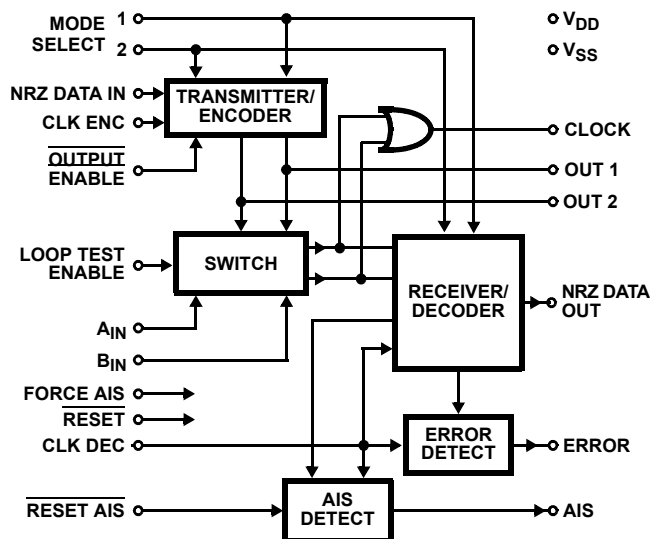 MODE 1
SELECT 2
V_DD
V_SS
NRZ DATA IN
CLK ENC
TRANSMITTER/
ENCODER
OUTPUT
ENABLE
CLOCK
OUT 1
OUT 2
LOOP TEST
ENABLE
SWITCH
RECEIVER/
DECODER
NRZ DATA
OUT
A_IN
B_IN
FORCE AIS
RESET
CLK DEC
ERROR
DETECT
ERROR
RESET AIS
AIS
DETECT
AIS